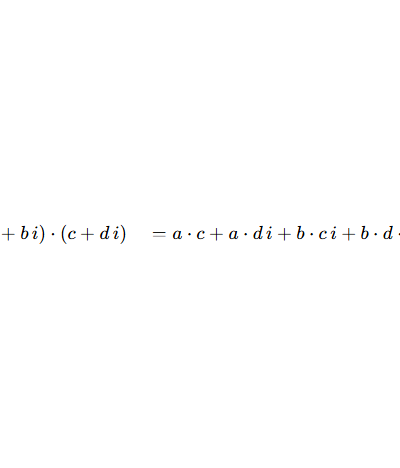 + b i) · (c + d i) = a · c + a · d i + b · c i + b · d ·